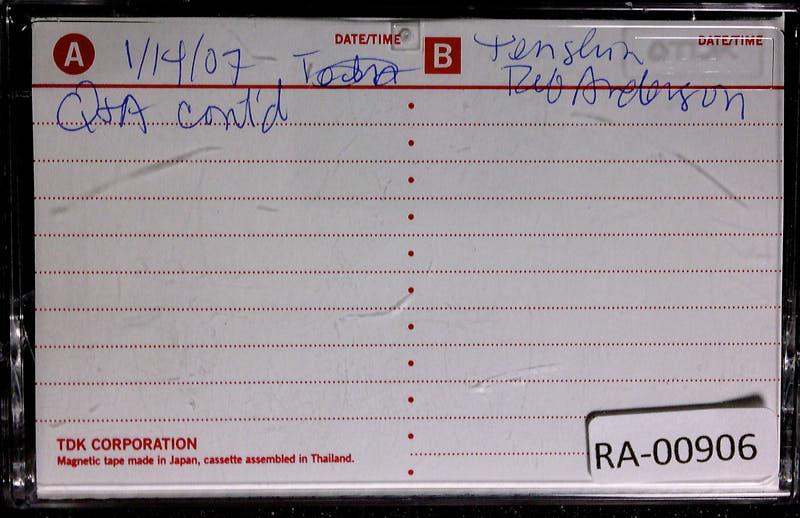 A
DATE/TIME
1/14/07
Q+A cont'd
B
DATE/TIME
Tenshin
Reb Anderson
TDK CORPORATION
Magnetic tape made in Japan, cassette assembled in Thailand.
RA-00906